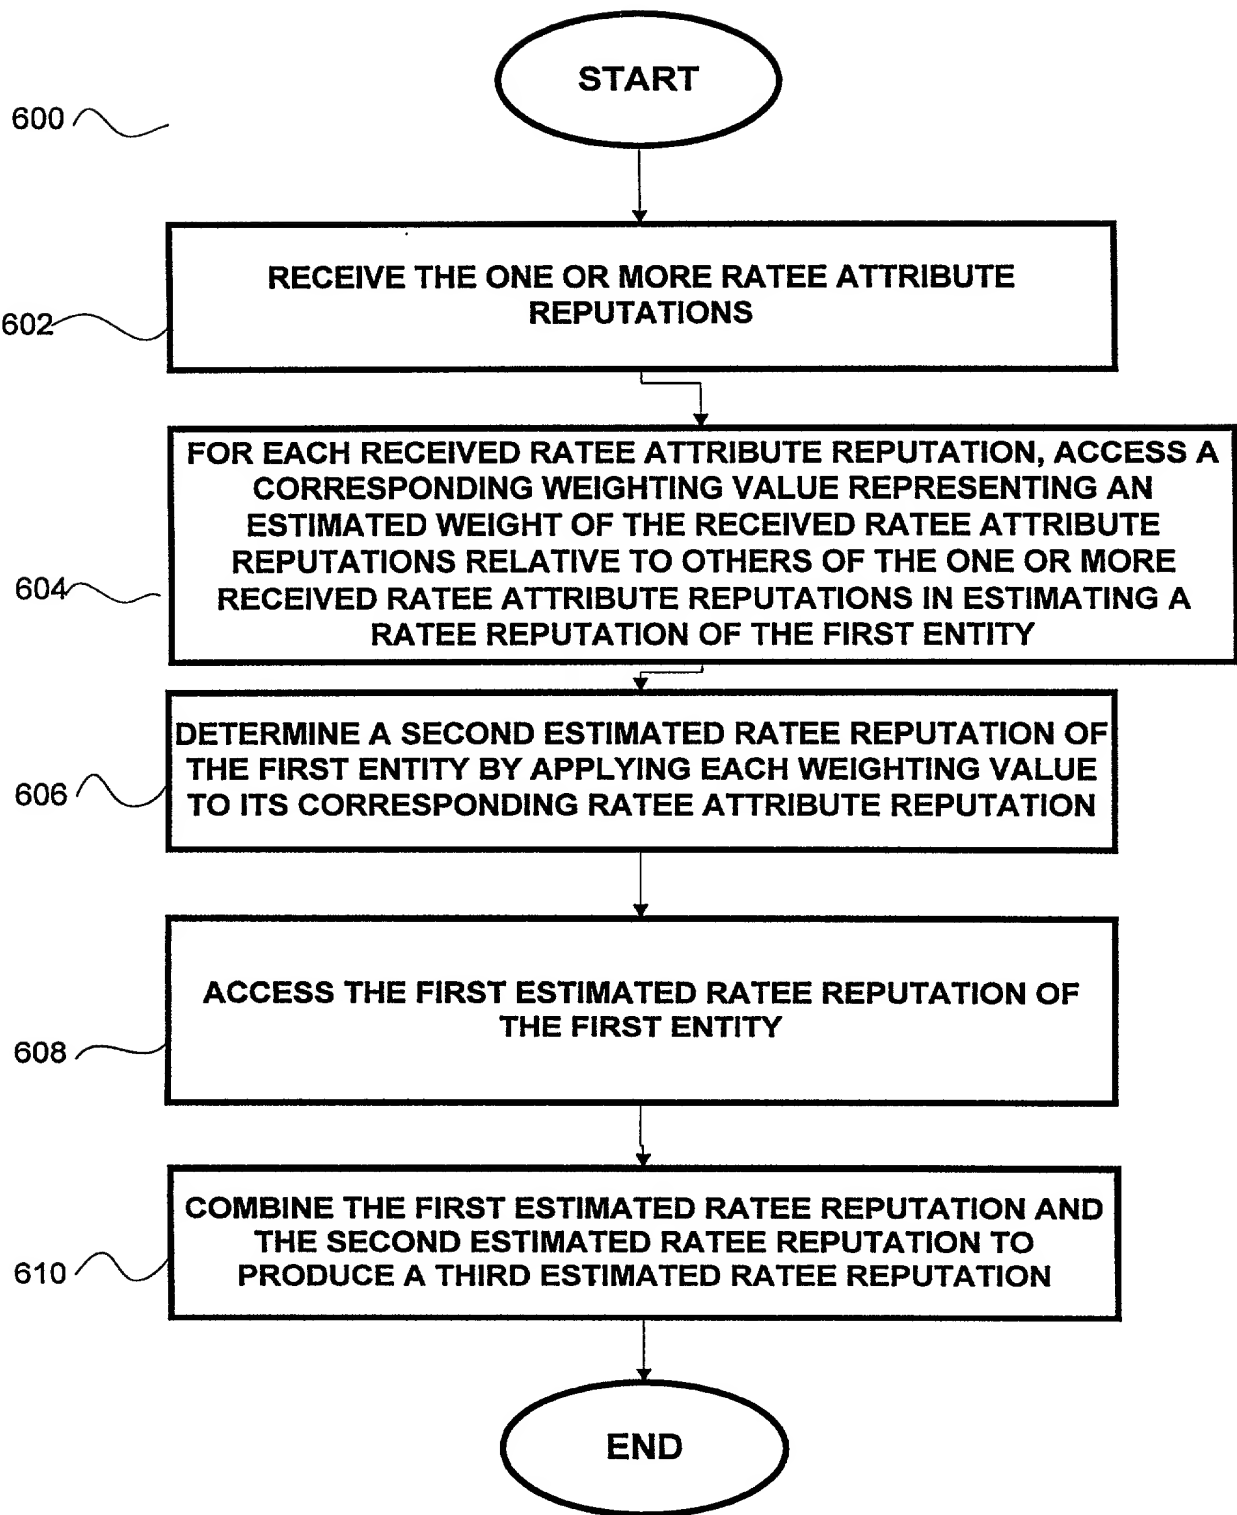 START
600
RECEIVE THE ONE OR MORE RATEE ATTRIBUTE
REPUTATIONS
602
FOR EACH RECEIVED RATEE ATTRIBUTE REPUTATION, ACCESS A
CORRESPONDING WEIGHTING VALUE REPRESENTING AN
ESTIMATED WEIGHT OF THE RECEIVED RATEE ATTRIBUTE
REPUTATIONS RELATIVE TO OTHERS OF THE ONE OR MORE
RECEIVED RATEE ATTRIBUTE REPUTATIONS IN ESTIMATING A
RATEE REPUTATION OF THE FIRST ENTITY
604
DETERMINE A SECOND ESTIMATED RATEE REPUTATION OF
THE FIRST ENTITY BY APPLYING EACH WEIGHTING VALUE
TO ITS CORRESPONDING RATEE ATTRIBUTE REPUTATION
606
ACCESS THE FIRST ESTIMATED RATEE REPUTATION OF
THE FIRST ENTITY
608
COMBINE THE FIRST ESTIMATED RATEE REPUTATION AND
THE SECOND ESTIMATED RATEE REPUTATION TO
PRODUCE A THIRD ESTIMATED RATEE REPUTATION
610
END